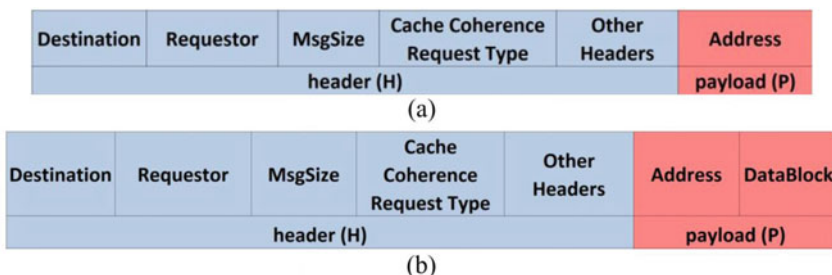 Destination Requestor MsgSize Cache Coherence Request Type Other Headers Address
header (H) payload (P)
(a)
Destination Requestor MsgSize Cache Coherence Request Type Other Headers Address DataBlock
header (H) payload (P)
(b)